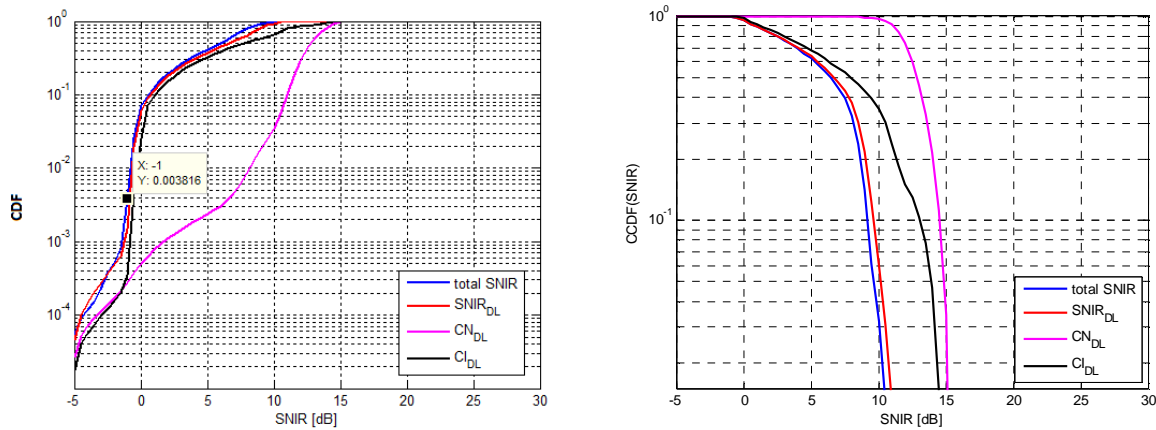 10^0
10^-1
10^-2
10^-3
10^-4
CDF
X: -1
Y: 0.003816
total SNIR
SNIR_DL
CN_DL
CI_DL
-5 0 5 10 15 20 25 30
SNIR [dB]
10^0
10^-1
CCDF(SNIR)
total SNIR
SNIR_DL
CN_DL
CI_DL
-5 0 5 10 15 20 25 30
SNIR [dB]